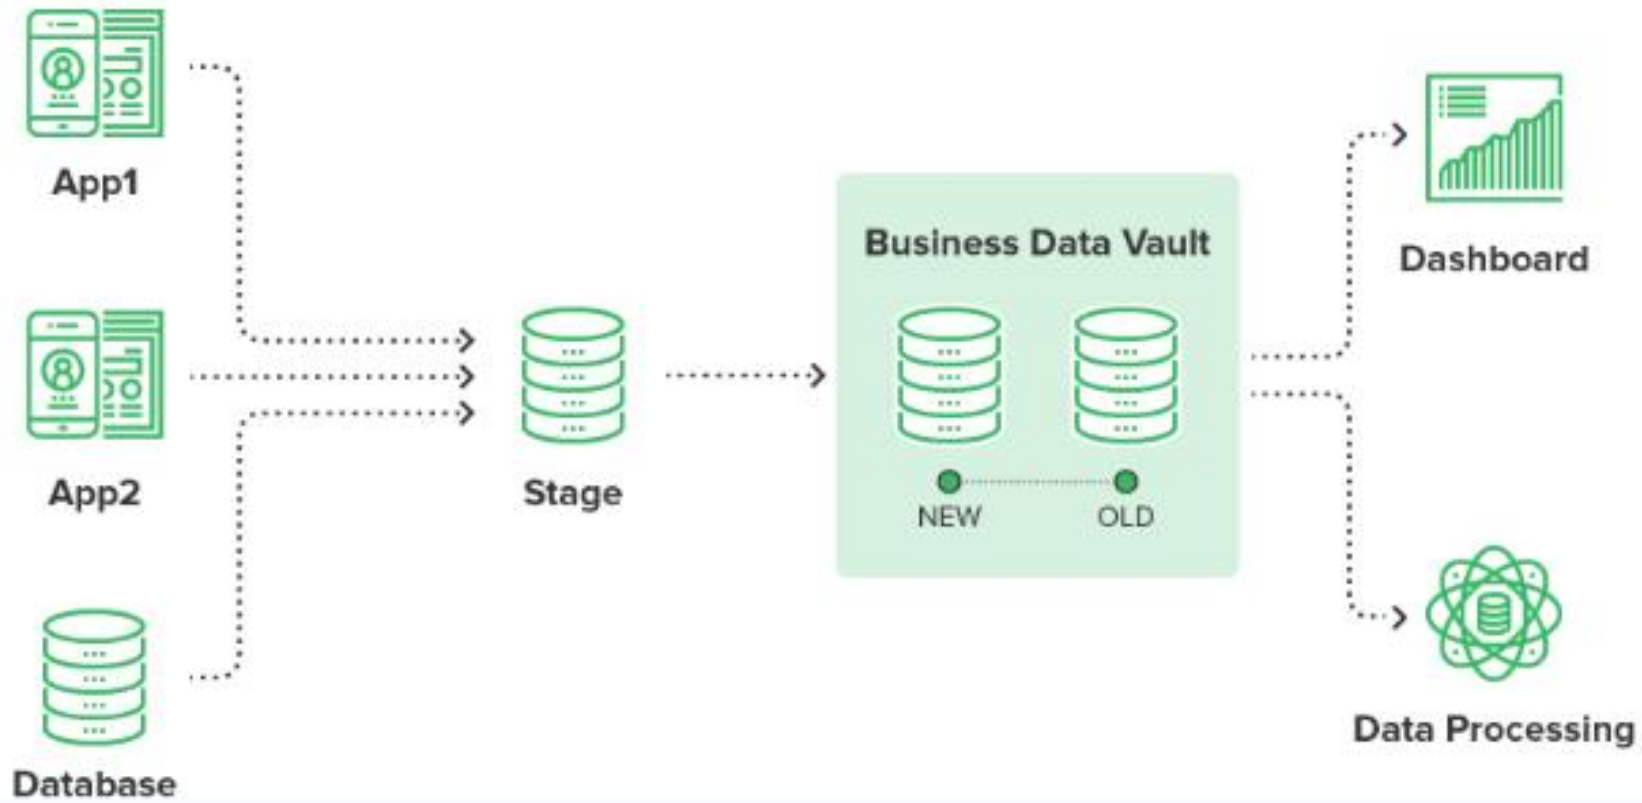 App1
App2
Database
Stage
Business Data Vault
NEW
OLD
Dashboard
Data Processing